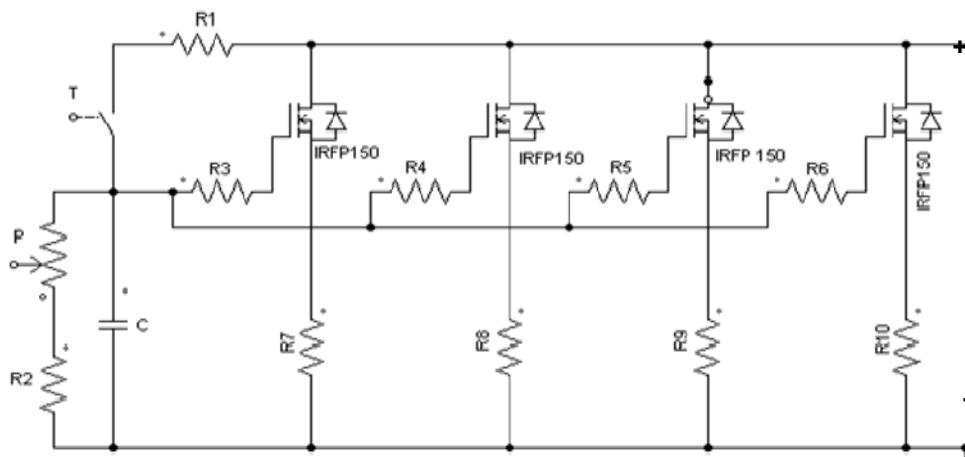 R1
+
T
IRFP150
IRFP150
IRFP 150
IRFP150
R3
R4
R5
R6
P
C
R2
R7
R8
R9
R10